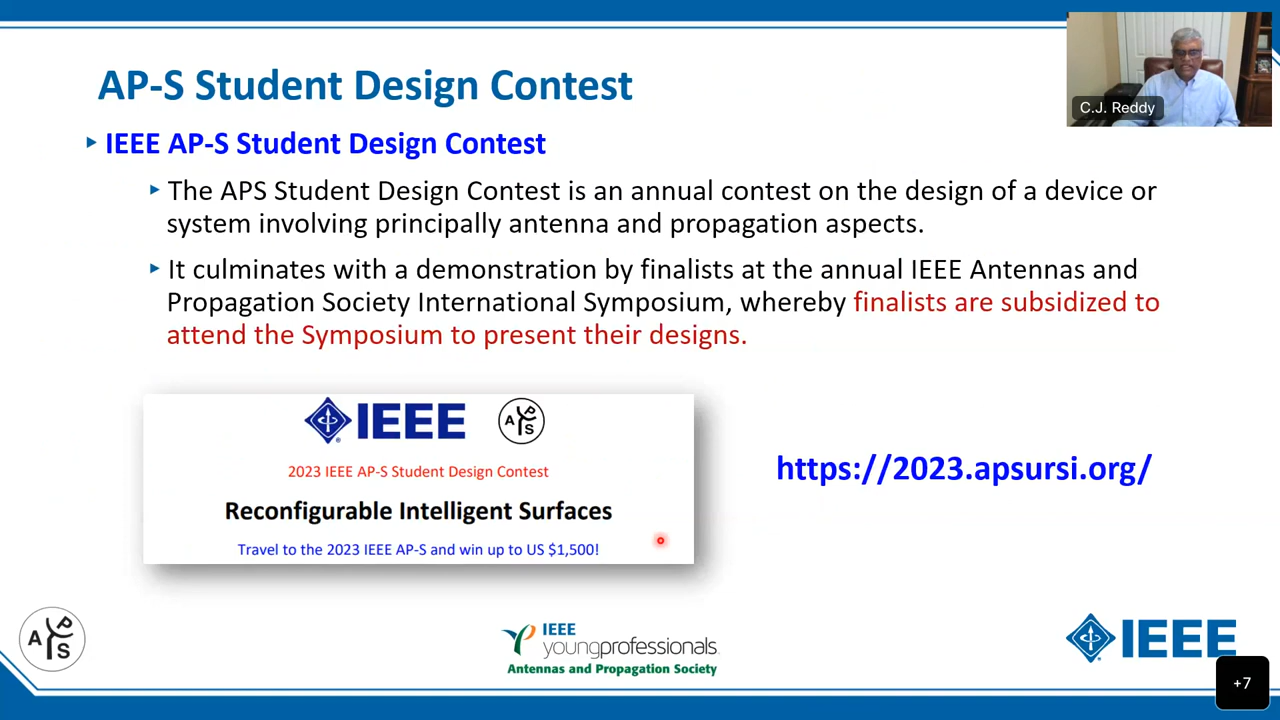 AP-S Student Design Contest
C.J. Reddy
IEEE AP-S Student Design Contest
The APS Student Design Contest is an annual contest on the design of a device or
system involving principally antenna and propagation aspects.
It culminates with a demonstration by finalists at the annual IEEE Antennas and
Propagation Society International Symposium, whereby finalists are subsidized to
attend the Symposium to present their designs.
IEEE
APS
2023 IEEE AP-S Student Design Contest
Reconfigurable Intelligent Surfaces
Travel to the 2023 IEEE AP-S and win up to US $1,500!
https://2023.apsursi.org/
APS
IEEE
youngprofessionals
Antennas and Propagation Society
IEEE
+7